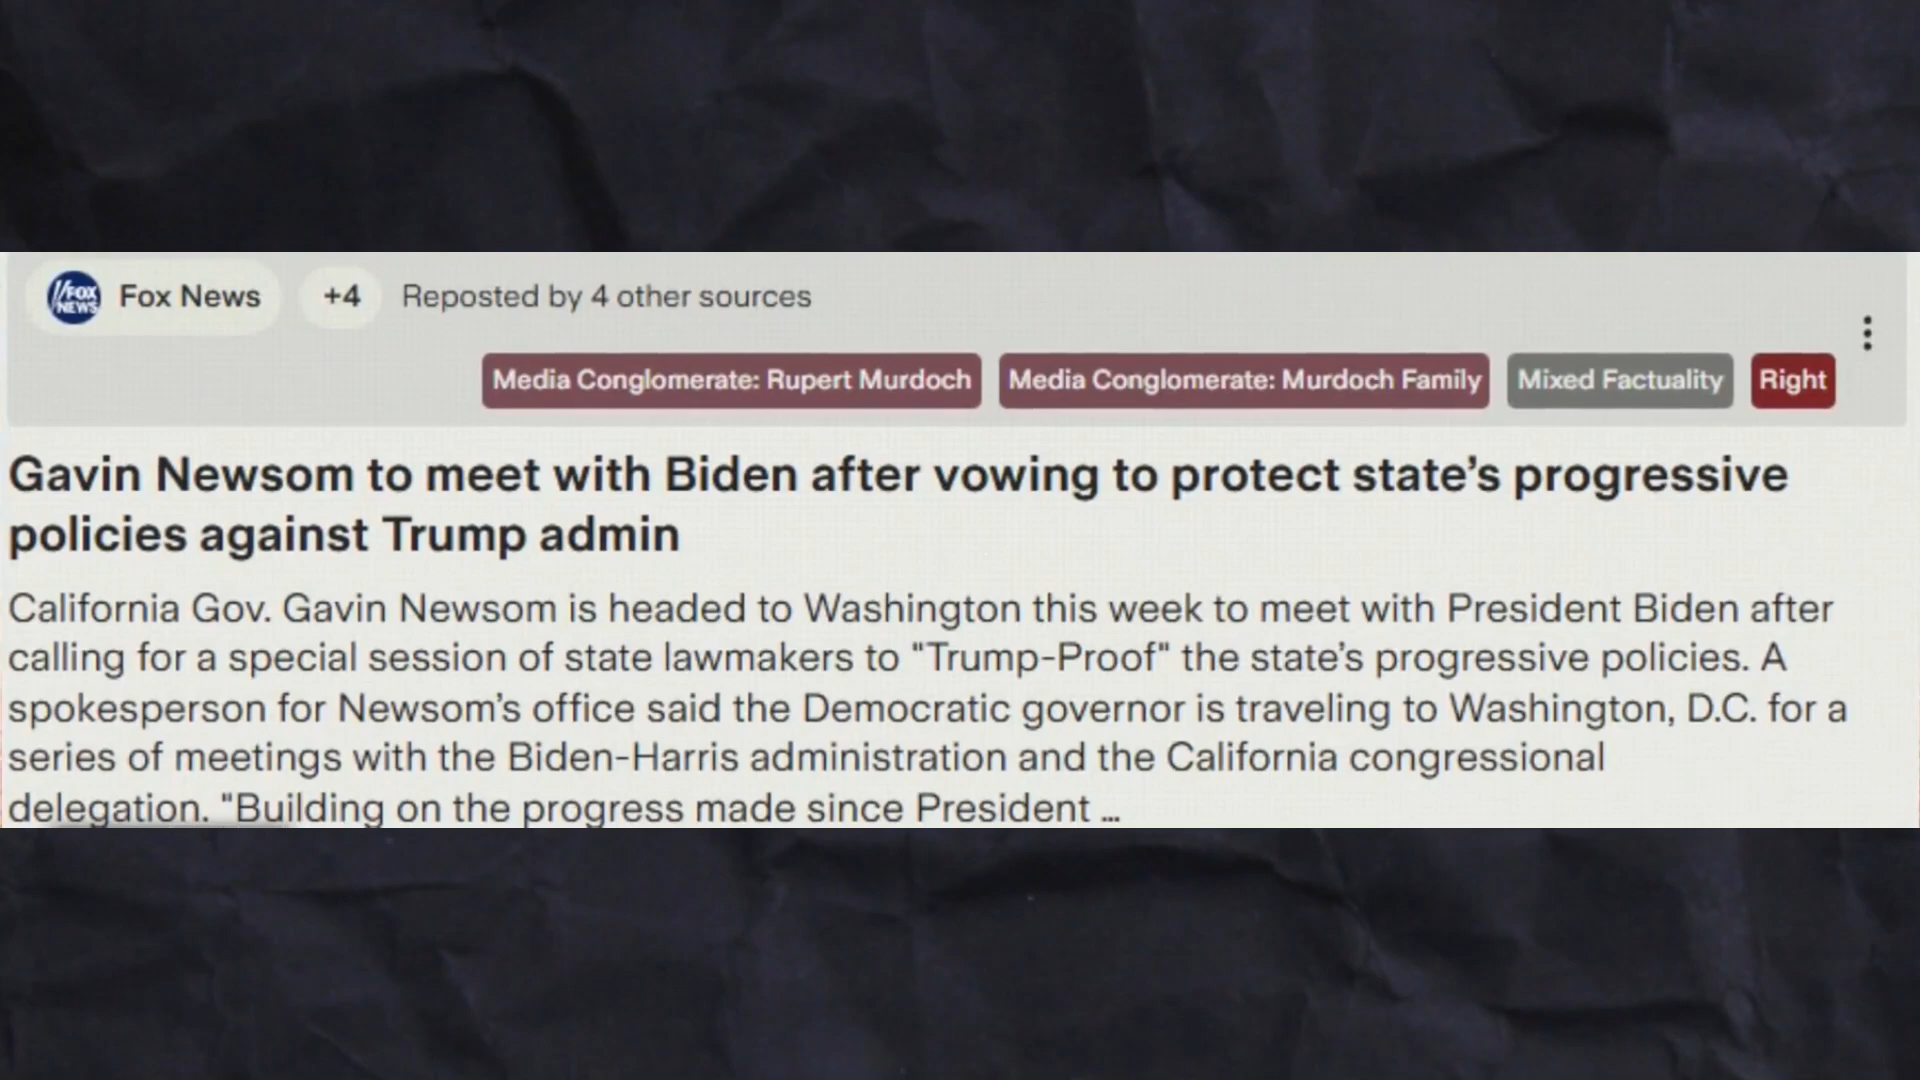 FOX NEWS
Fox News +4 Reposted by 4 other sources
Media Conglomerate: Rupert Murdoch Media Conglomerate: Murdoch Family Mixed Factuality Right
Gavin Newsom to meet with Biden after vowing to protect state’s progressive
policies against Trump admin
California Gov. Gavin Newsom is headed to Washington this week to meet with President Biden after
calling for a special session of state lawmakers to "Trump-Proof" the state’s progressive policies. A
spokesperson for Newsom’s office said the Democratic governor is traveling to Washington, D.C. for a
series of meetings with the Biden-Harris administration and the California congressional
delegation. "Building on the progress made since President ...